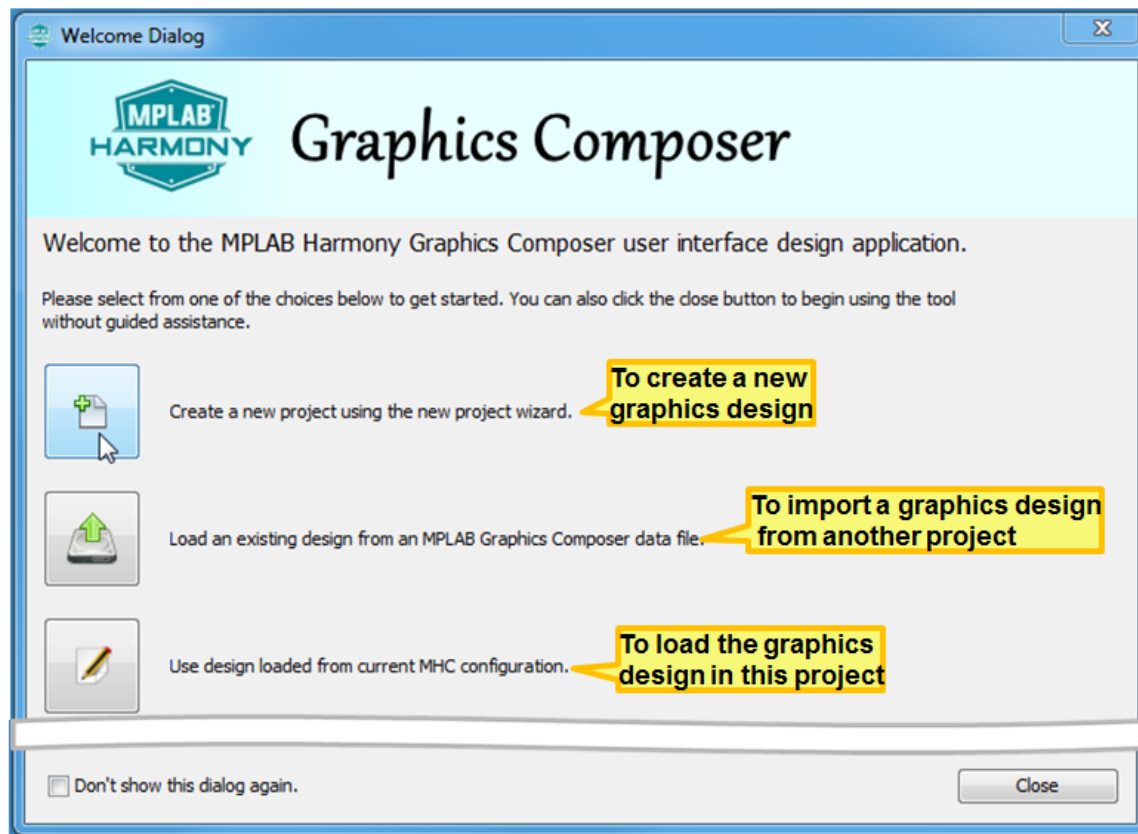 Welcome Dialog
MPLAB
HARMONY
Graphics Composer
Welcome to the MPLAB Harmony Graphics Composer user interface design application.
Please select from one of the choices below to get started. You can also click the close button to begin using the tool
without guided assistance.
Create a new project using the new project wizard.
To create a new
graphics design
Load an existing design from an MPLAB Graphics Composer data file.
To import a graphics design
from another project
Use design loaded from current MHC configuration.
To load the graphics
design in this project
Don't show this dialog again.
Close